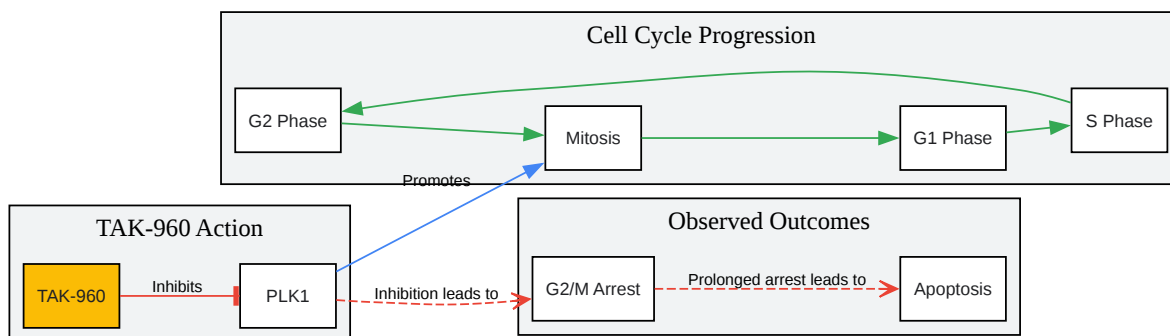 Cell Cycle Progression
G2 Phase
Mitosis
G1 Phase
S Phase
Promotes
TAK-960 Action
TAK-960
Inhibits
PLK1
Inhibition leads to
Observed Outcomes
G2/M Arrest
Prolonged arrest leads to
Apoptosis